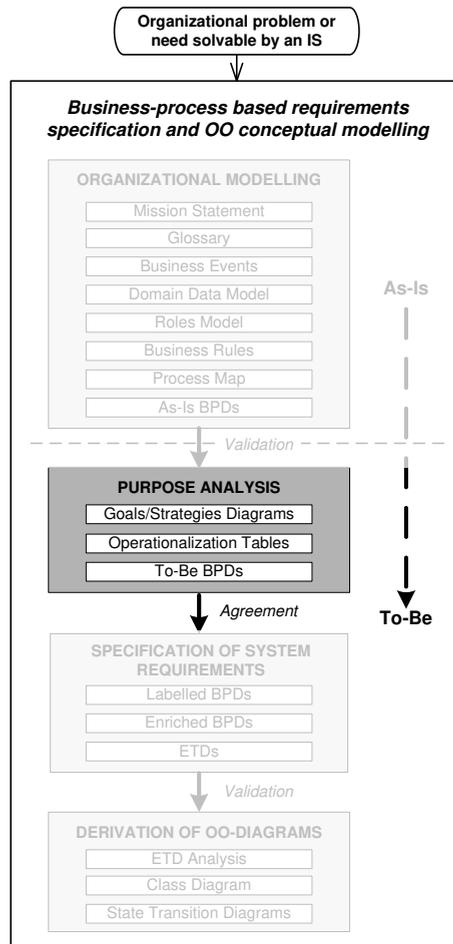 Organizational problem or
need solvable by an IS
Business-process based requirements
specification and OO conceptual modelling
ORGANIZATIONAL MODELLING
Mission Statement
Glossary
Business Events
Domain Data Model
Roles Model
Business Rules
Process Map
As-Is BPDs
As-Is
Validation
PURPOSE ANALYSIS
Goals/Strategies Diagrams
Operationalization Tables
To-Be BPDs
Agreement
To-Be
SPECIFICATION OF SYSTEM
REQUIREMENTS
Labelled BPDs
Enriched BPDs
ETDs
Validation
DERIVATION OF OO-DIAGRAMS
ETD Analysis
Class Diagram
State Transition Diagrams